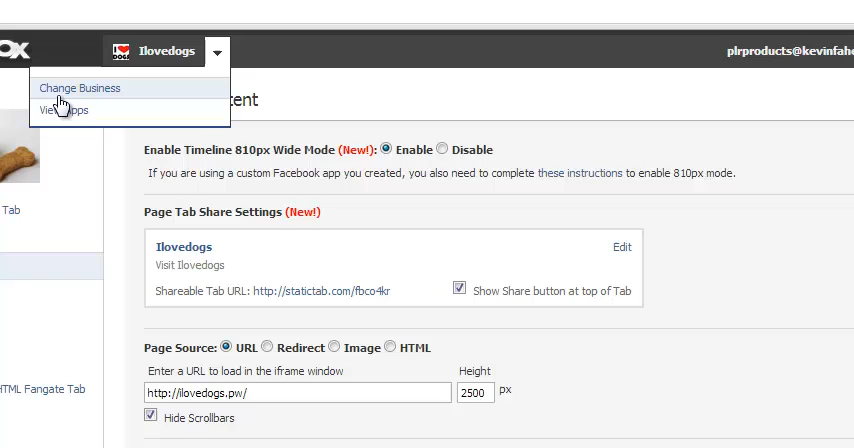 OX
I
DOGS
Ilovedogs
plrproducts@kevinfahe
Change Business
View Apps
tent
Enable Timeline 810px Wide Mode (New!): Enable Disable
If you are using a custom Facebook app you created, you also need to complete these instructions to enable 810px mode.
Tab
Page Tab Share Settings (New!)
Ilovedogs
Edit
Visit Ilovedogs
Shareable Tab URL: http://statictab.com/fbco4kr
Show Share button at top of Tab
Page Source: URL Redirect Image HTML
Enter a URL to load in the iframe window
Height
HTML Fangate Tab
http://ilovedogs.pw/
2500
px
Hide Scrollbars